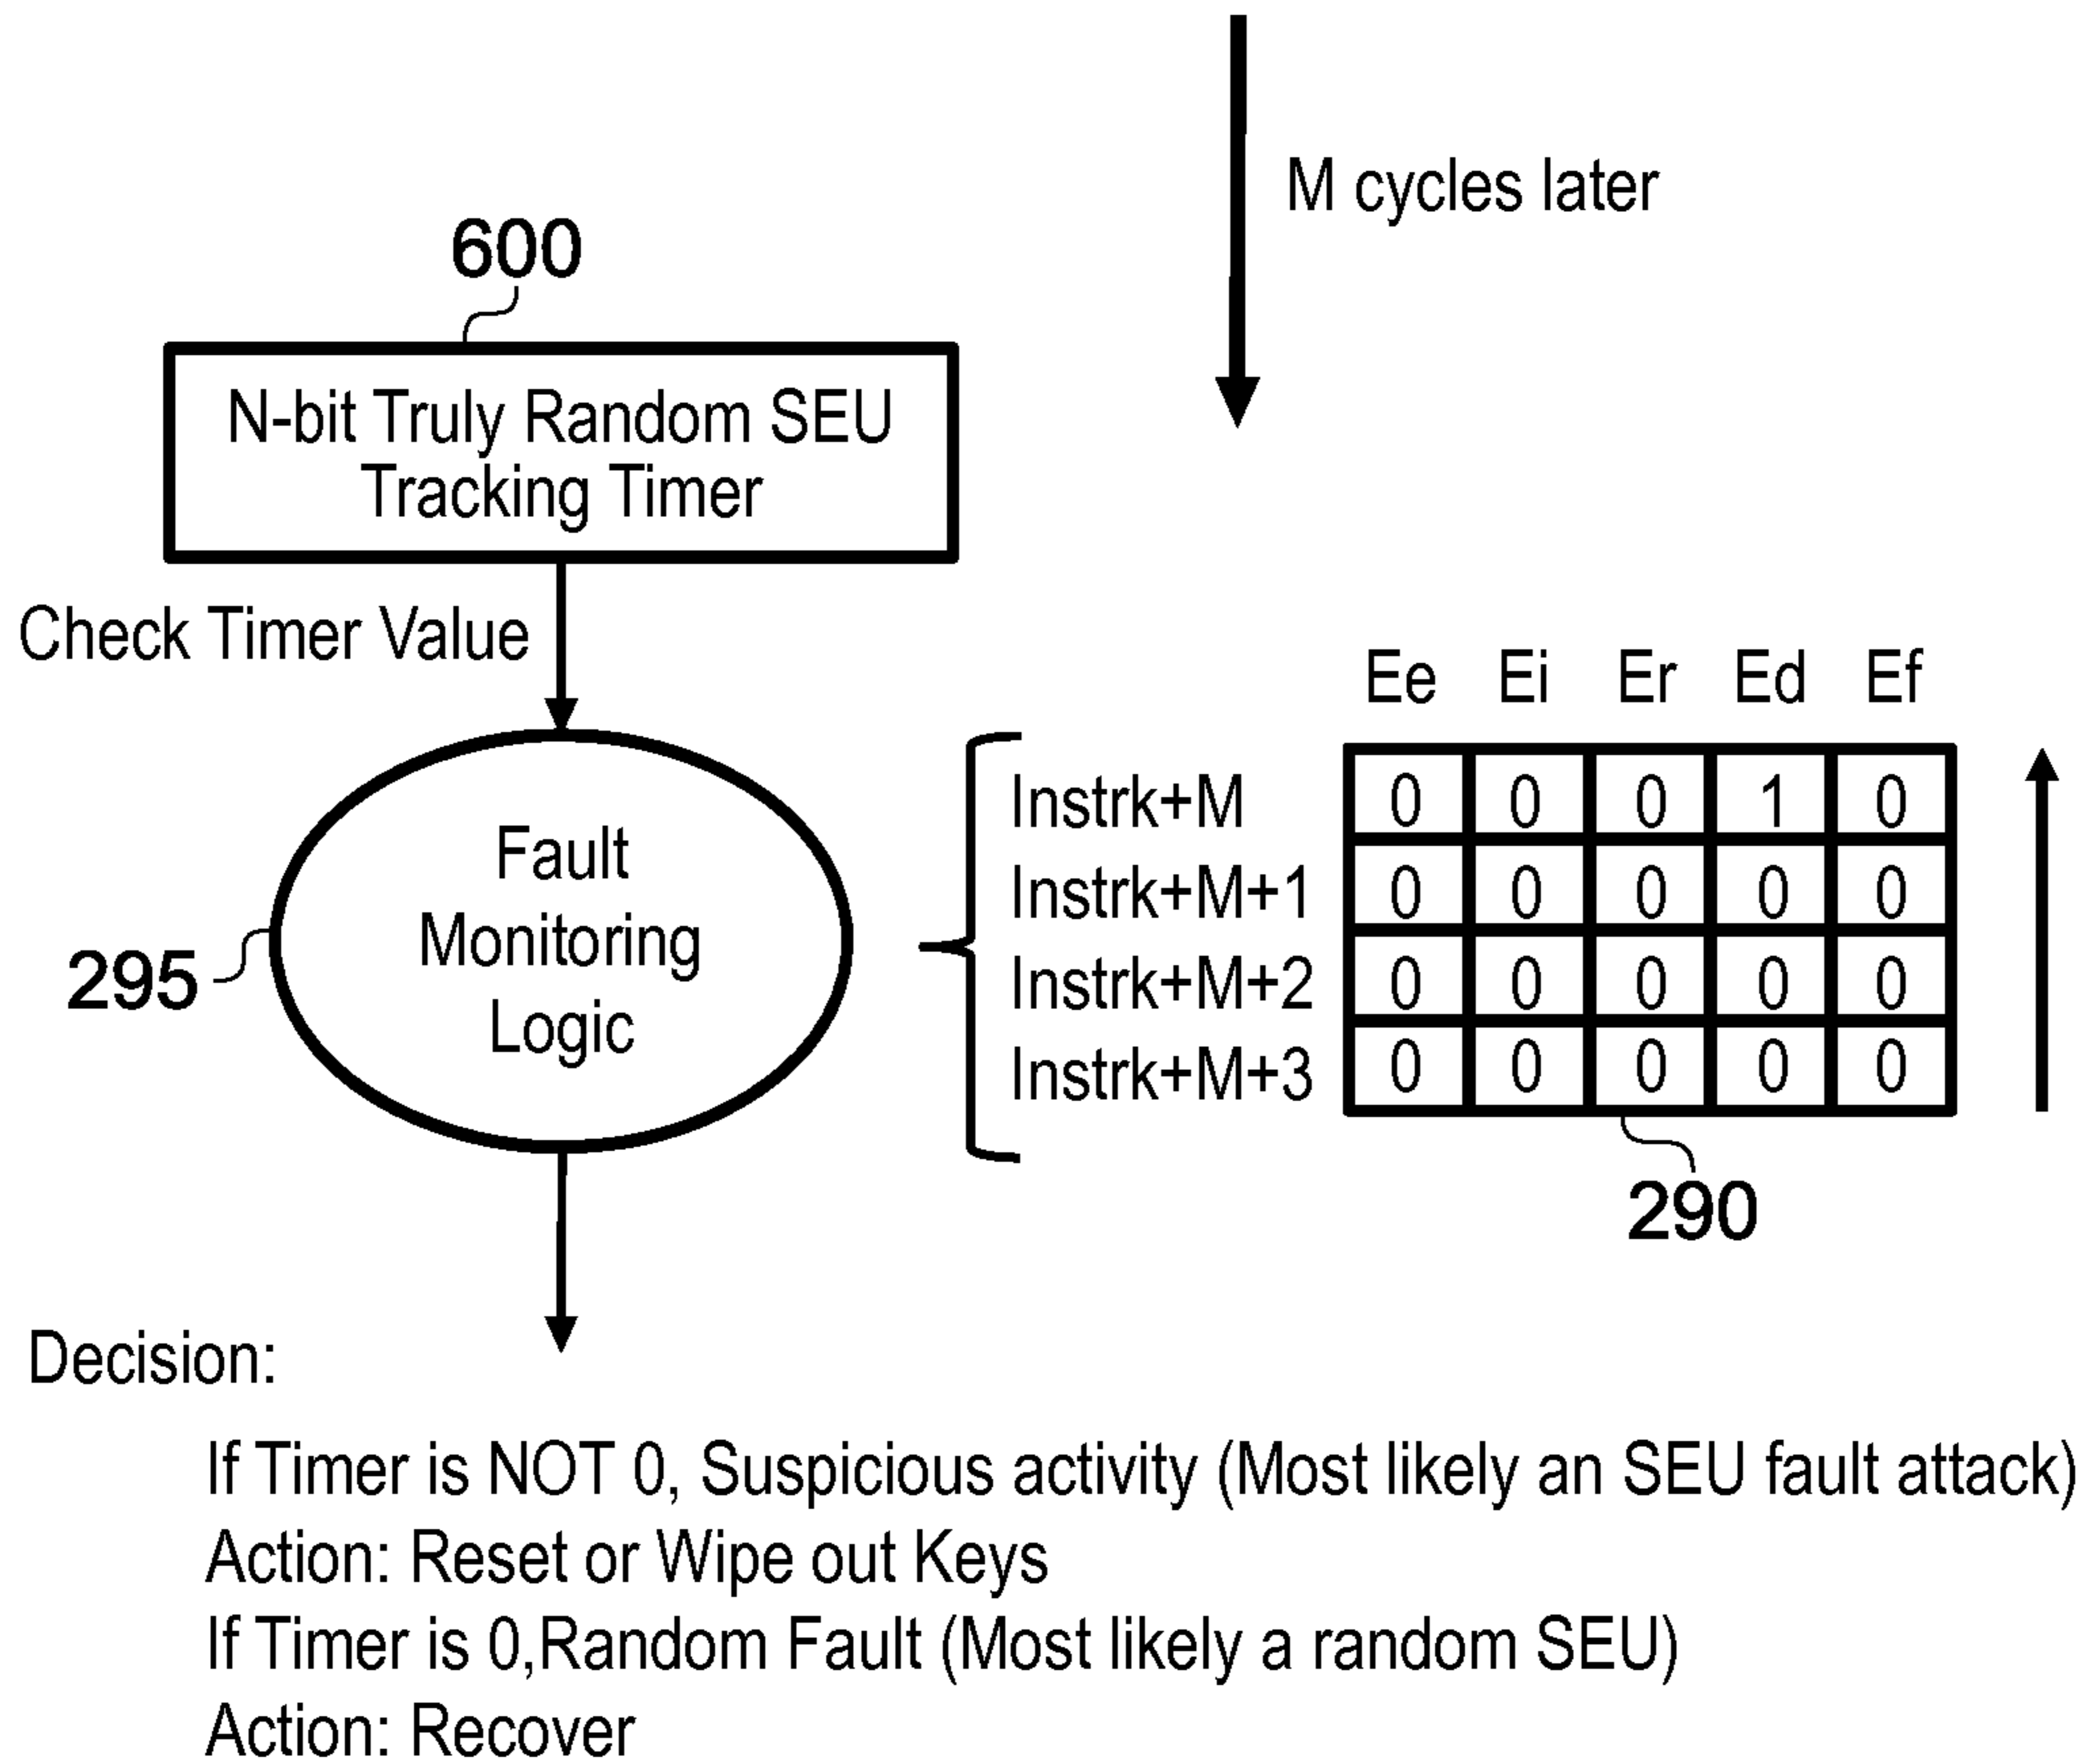 M cycles later
600
N-bit Truly Random SEU
Tracking Timer
Check Timer Value
Ee Ei Er Ed Ef
Fault
Monitoring
Logic
295
Instrk+M 0 0 0 1 0
Instrk+M+1 0 0 0 0 0
Instrk+M+2 0 0 0 0 0
Instrk+M+3 0 0 0 0 0
290
Decision:
If Timer is NOT 0, Suspicious activity (Most likely an SEU fault attack)
Action: Reset or Wipe out Keys
If Timer is 0,Random Fault (Most likely a random SEU)
Action: Recover